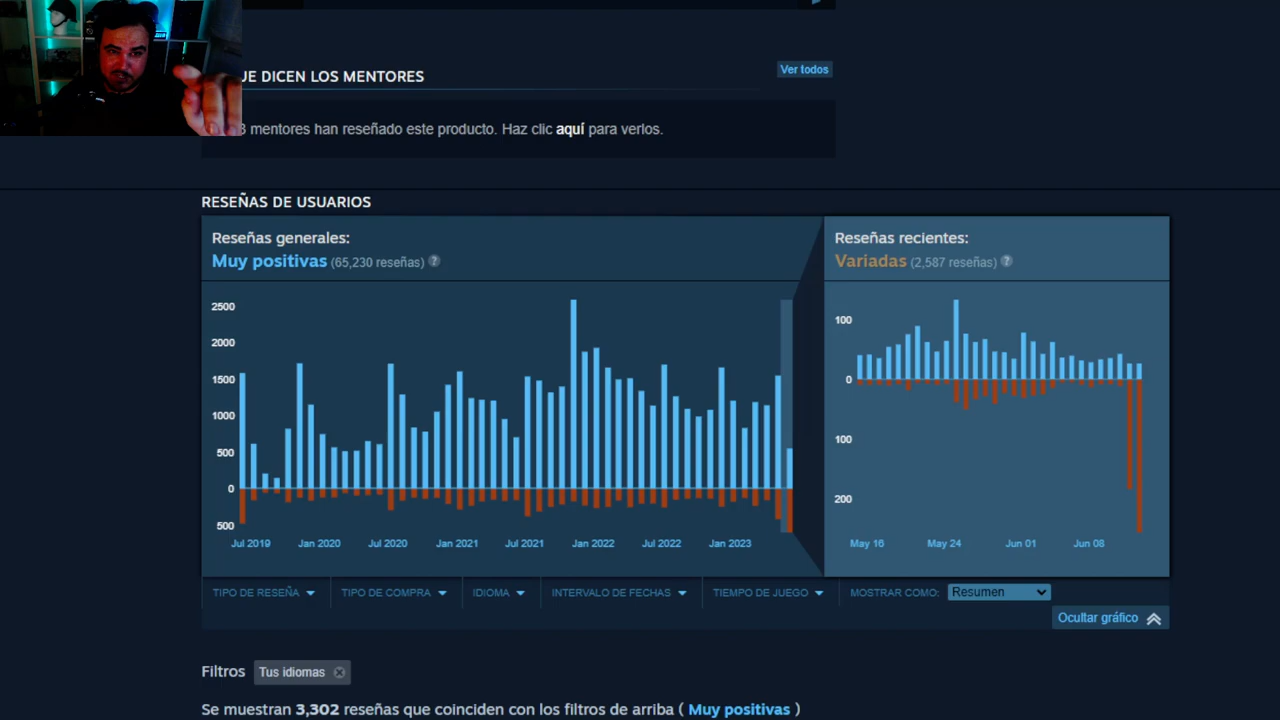 UE DICEN LOS MENTORES
Ver todos
3 mentores han reseñado este producto. Haz clic aquí para verlos.
RESEÑAS DE USUARIOS
Reseñas generales:
Muy positivas (65,230 reseñas) ?
Reseñas recientes:
Variadas (2,587 reseñas) ?
2500
2000
1500
1000
500
0
500
Jul 2019 Jan 2020 Jul 2020 Jan 2021 Jul 2021 Jan 2022 Jul 2022 Jan 2023
100
0
100
200
May 16 May 24 Jun 01 Jun 08
TIPO DE RESEÑA TIPO DE COMPRA IDIOMA INTERVALO DE FECHAS TIEMPO DE JUEGO MOSTRAR COMO: Resumen
Ocultar gráfico
Filtros Tus idiomas
Se muestran 3,302 reseñas que coinciden con los filtros de arriba ( Muy positivas )